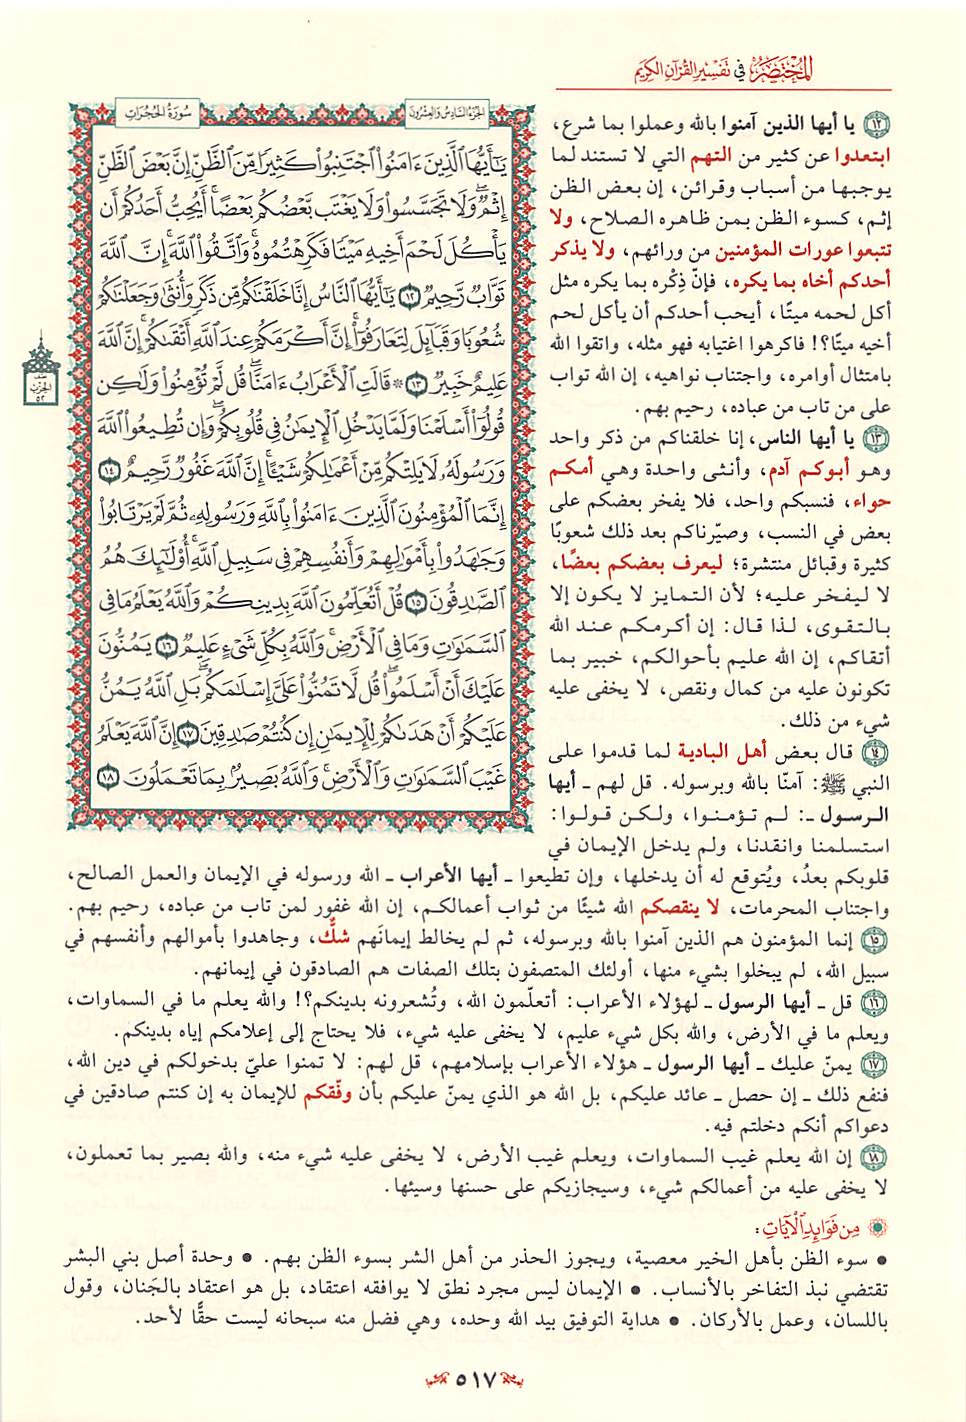 المختصر في تفسير القرآن الكريم
الجزء السادس والعشرون
سورة الحجرات
يَٰٓأَيُّهَا ٱلَّذِينَ ءَامَنُواْ ٱجۡتَنِبُواْ كَثِيرٗا مِّنَ ٱلظَّنِّ إِنَّ بَعۡضَ ٱلظَّنِّ
إِثۡمٞۖ وَلَا تَجَسَّسُواْ وَلَا يَغۡتَب بَّعۡضُكُم بَعۡضًاۚ أَيُحِبُّ أَحَدُكُمۡ أَن
يَأۡكُلَ لَحۡمَ أَخِيهِ مَيۡتٗا فَكَرِهۡتُمُوهُۚ وَٱتَّقُواْ ٱللَّهَۚ إِنَّ ٱللَّهَ
تَوَّابٞ رَّحِيمٞ ١٢ يَٰٓأَيُّهَا ٱلنَّاسُ إِنَّا خَلَقۡنَٰكُم مِّن ذَكَرٖ وَأُنثَىٰ وَجَعَلۡنَٰكُمۡ
شُعُوبٗا وَقَبَآئِلَ لِتَعَارَفُوٓاْۚ إِنَّ أَكۡرَمَكُمۡ عِندَ ٱللَّهِ أَتۡقَىٰكُمۡۚ إِنَّ ٱللَّهَ
عَلِيمٌ خَبِيرٞ ١٣ ۞ قَالَتِ ٱلۡأَعۡرَابُ ءَامَنَّاۖ قُل لَّمۡ تُؤۡمِنُواْ وَلَٰكِن
قُولُوٓاْ أَسۡلَمۡنَا وَلَمَّا يَدۡخُلِ ٱلۡإِيمَٰنُ فِي قُلُوبِكُمۡۖ وَإِن تُطِيعُواْ ٱللَّهَ
وَرَسُولَهُۥ لَا يَلِتۡكُم مِّنۡ أَعۡمَٰلِكُمۡ شَيۡـًٔاۚ إِنَّ ٱللَّهَ غَفُورٞ رَّحِيمٌ ١٤
إِنَّمَا ٱلۡمُؤۡمِنُونَ ٱلَّذِينَ ءَامَنُواْ بِٱللَّهِ وَرَسُولِهِۦ ثُمَّ لَمۡ يَرۡتَابُواْ
وَجَٰهَدُواْ بِأَمۡوَٰلِهِمۡ وَأَنفُسِهِمۡ فِي سَبِيلِ ٱللَّهِۚ أُوْلَٰٓئِكَ هُمُ
ٱلصَّٰدِقُونَ ١٥ قُلۡ أَتُعَلِّمُونَ ٱللَّهَ بِدِينِكُمۡ وَٱللَّهُ يَعۡلَمُ مَا فِي
ٱلسَّمَٰوَٰتِ وَمَا فِي ٱلۡأَرۡضِۚ وَٱللَّهُ بِكُلِّ شَيۡءٍ عَلِيمٞ ١٦ يَمُنُّونَ
عَلَيۡكَ أَنۡ أَسۡلَمُواْۖ قُل لَّا تَمُنُّواْ عَلَيَّ إِسۡلَٰمَكُمۖ بَلِ ٱللَّهُ يَمُنُّ
عَلَيۡكُمۡ أَنۡ هَدَىٰكُمۡ لِلۡإِيمَٰنِ إِن كُنتُمۡ صَٰدِقِينَ ١٧ إِنَّ ٱللَّهَ يَعۡلَمُ
غَيۡبَ ٱلسَّمَٰوَٰتِ وَٱلۡأَرۡضِۚ وَٱللَّهُ بَصِيرُۢ بِمَا تَعۡمَلُونَ ١٨
نصف
الحزب
٥٢
١٢ يا أيها الذين آمنوا بالله وعملوا بما شرع،
ابتعدوا عن كثير من التهم التي لا تستند لما
يوجبها من أسباب وقرائن، إن بعض الظن
إثم، كسوء الظن بمن ظاهره الصلاح، ولا
تتبعوا عورات المؤمنين من ورائهم، ولا يذكر
أحدكم أخاه بما يكره، فإنّ ذِكْره بما يكره مثل
أكل لحمه ميتًا، أيحب أحدكم أن يأكل لحم
أخيه ميتًا؟! فاكرهوا اغتيابه فهو مثله، واتقوا الله
بامتثال أوامره، واجتناب نواهيه، إن الله تواب
على من تاب من عباده، رحيم بهم.
١٣ يا أيها الناس، إنا خلقناكم من ذكر واحد
وهو أبوكم آدم، وأنثى واحدة وهي أمكم
حواء، فنسبكم واحد، فلا يفخر بعضكم على
بعض في النسب، وصيّرناكم بعد ذلك شعوبًا
كثيرة وقبائل منتشرة؛ ليعرف بعضكم بعضًا،
لا ليفخر عليه؛ لأن التمايز لا يكون إلا
بالتقوى، لذا قال: إن أكرمكم عند الله
أتقاكم، إن الله عليم بأحوالكم، خبير بما
تكونون عليه من كمال ونقص، لا يخفى عليه
شيء من ذلك.
١٤ قال بعض أهل البادية لما قدموا على
النبي ﷺ: آمنّا بالله وبرسوله. قل لهم ـ أيها
الرسول ـ: لم تؤمنوا، ولكن قولوا:
استسلمنا وانقدنا، ولم يدخل الإيمان في
قلوبكم بعدُ، ويُتوقع له أن يدخلها، وإن تطيعوا ـ أيها الأعراب ـ الله ورسوله في الإيمان والعمل الصالح،
واجتناب المحرمات، لا ينقصكم الله شيئًا من ثواب أعمالكم، إن الله غفور لمن تاب من عباده، رحيم بهم.
١٥ إنما المؤمنون هم الذين آمنوا بالله وبرسوله، ثم لم يخالط إيمانَهم شكٌّ، وجاهدوا بأموالهم وأنفسهم في
سبيل الله، لم يبخلوا بشيء منها، أولئك المتصفون بتلك الصفات هم الصادقون في إيمانهم.
١٦ قل ـ أيها الرسول ـ لهؤلاء الأعراب: أتعلّمون الله، وتُشعرونه بدينكم؟! والله يعلم ما في السماوات،
ويعلم ما في الأرض، والله بكل شيء عليم، لا يخفى عليه شيء، فلا يحتاج إلى إعلامكم إياه بدينكم.
١٧ يمنّ عليك ـ أيها الرسول ـ هؤلاء الأعراب بإسلامهم، قل لهم: لا تمنوا عليّ بدخولكم في دين الله،
فنفع ذلك ـ إن حصل ـ عائد عليكم، بل الله هو الذي يمنّ عليكم بأن وفّقكم للإيمان به إن كنتم صادقين في
دعواكم أنكم دخلتم فيه.
١٨ إن الله يعلم غيب السماوات، ويعلم غيب الأرض، لا يخفى عليه شيء منه، والله بصير بما تعملون،
لا يخفى عليه من أعمالكم شيء، وسيجازيكم على حسنها وسيئها.
من فوائد الآيات:
• سوء الظن بأهل الخير معصية، ويجوز الحذر من أهل الشر بسوء الظن بهم. • وحدة أصل بني البشر
تقتضي نبذ التفاخر بالأنساب. • الإيمان ليس مجرد نطق لا يوافقه اعتقاد، بل هو اعتقاد بالجَنان، وقول
باللسان، وعمل بالأركان. • هداية التوفيق بيد الله وحده، وهي فضل منه سبحانه ليست حقًّا لأحد.
٥١٧